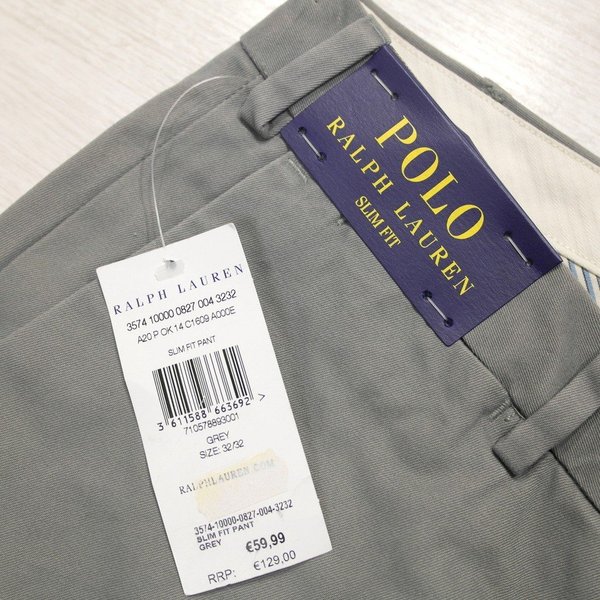 POLO
RALPH LAUREN
SLIM FIT
RALPH LAUREN
3574 10000 0827 004 3232
A20 P OK 14 C1609 A000E
SLIM FIT PANT
3 611588 663692 >
710578893001
GREY
SIZE: 32/32
RALPHLAUREN.COM
3574-10000-0827-004-3232
SLIM FIT PANT
GREY
€59,99
RRP: €129,00